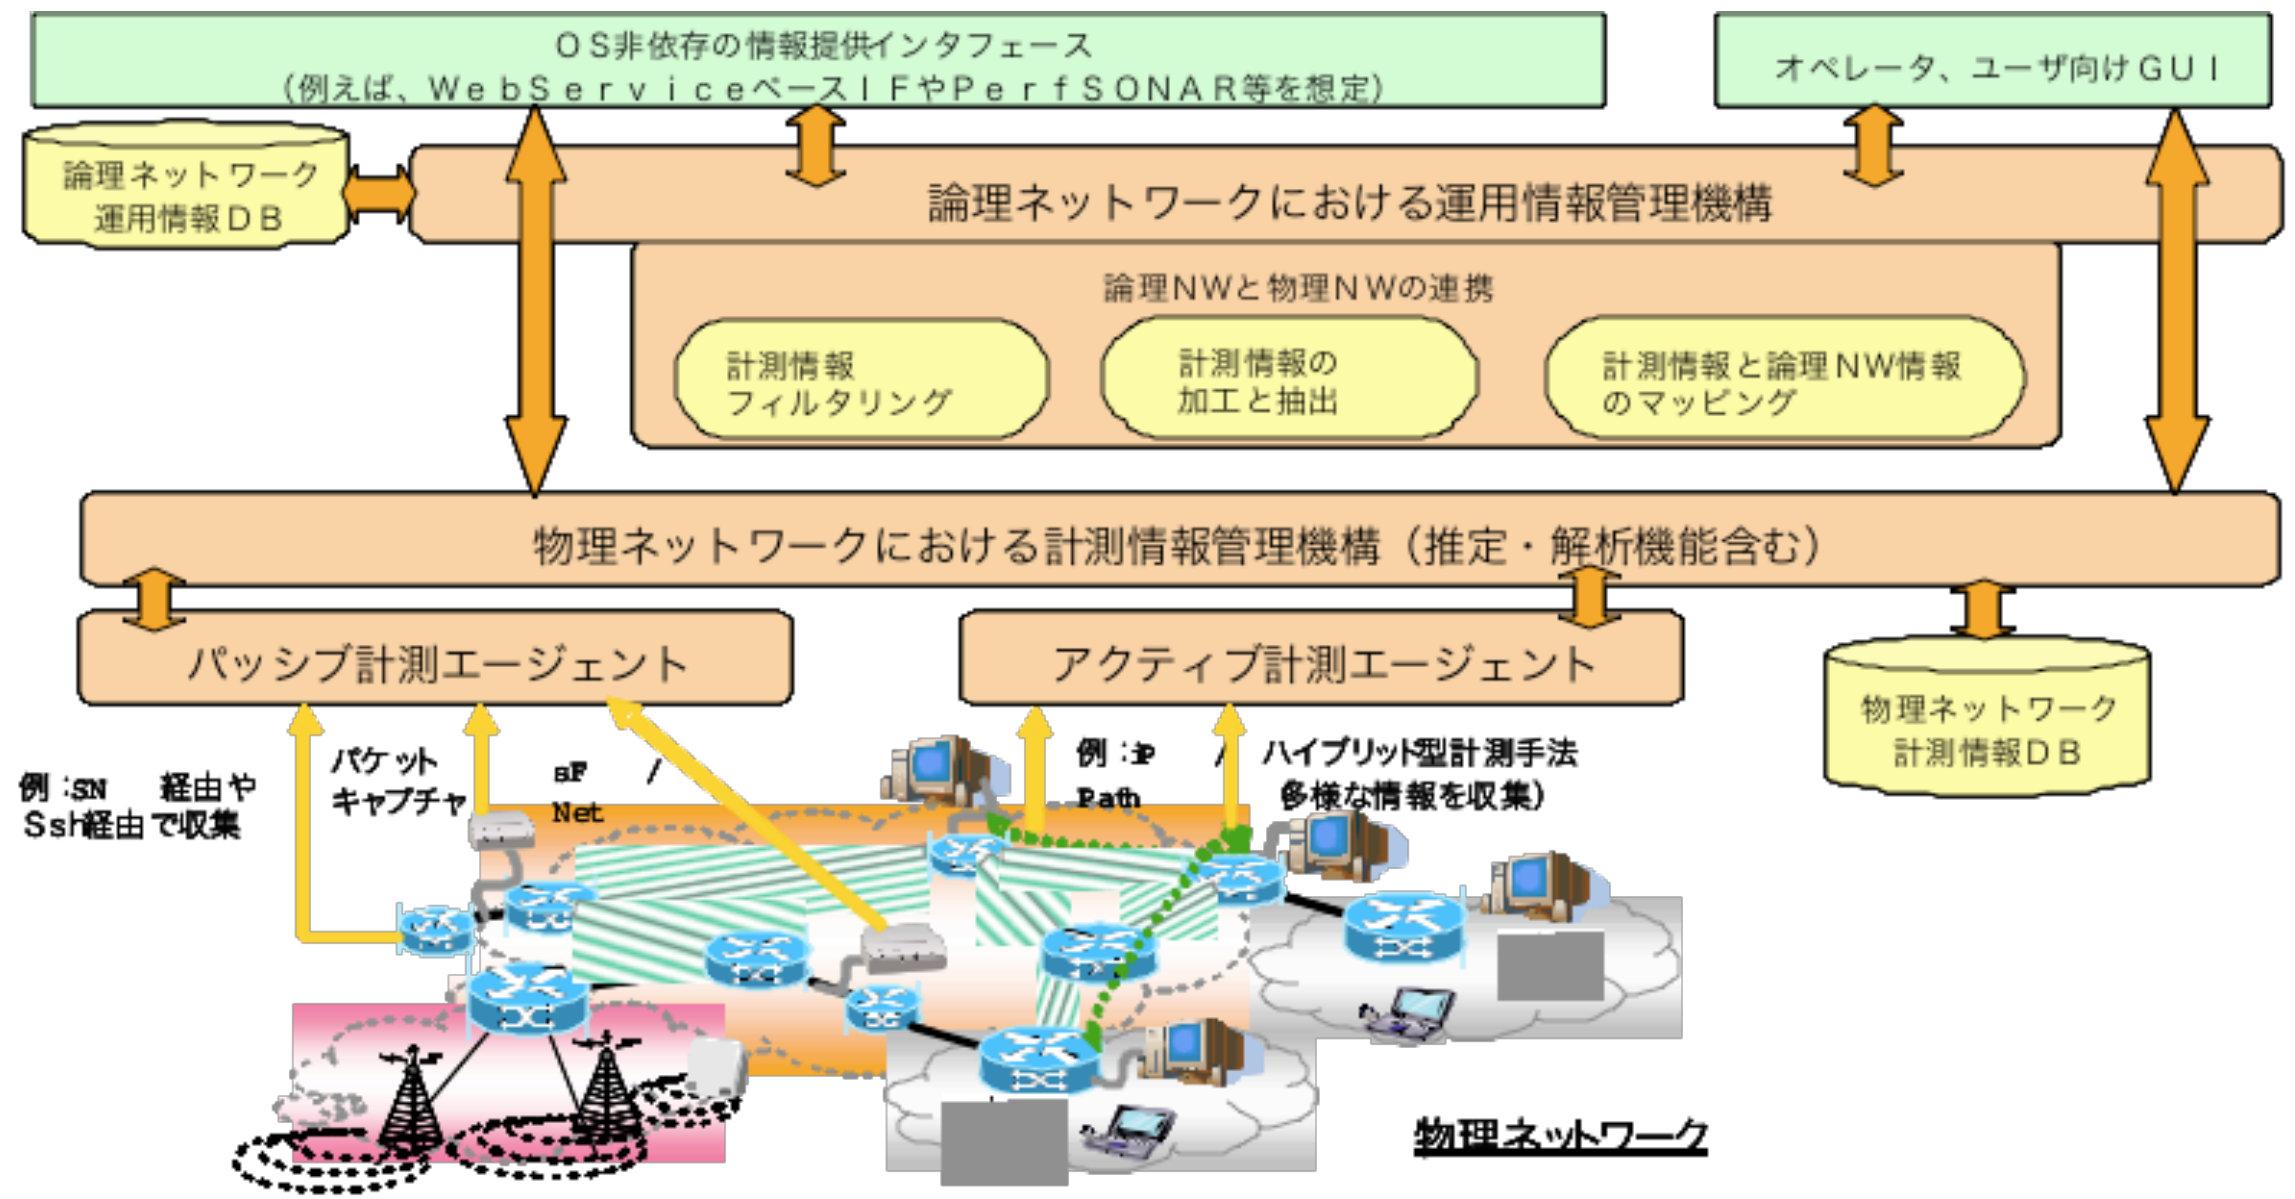 ＯＳ非依存の情報提供インタフェース
（例えば、ＷｅｂＳｅｒｖｉｃｅベースＩＦやＰｅｒｆＳＯＮＡＲ等を想定）
オペレータ、ユーザ向けＧＵＩ
論理ネットワーク
運用情報ＤＢ
論理ネットワークにおける運用情報管理機構
論理ＮＷと物理ＮＷの連携
計測情報
フィルタリング
計測情報の
加工と抽出
計測情報と論理ＮＷ情報
のマッピング
物理ネットワークにおける計測情報管理機構（推定・解析機能含む）
パッシブ計測エージェント
アクティブ計測エージェント
物理ネットワーク
計測情報ＤＢ
例：SN 経由や
Ｓsh経由で収集
パケット
キャプチャ
sF /
Net
例：iP /
Path
ハイブリッド型計測手法
多様な情報を収集）
物理ネットワーク